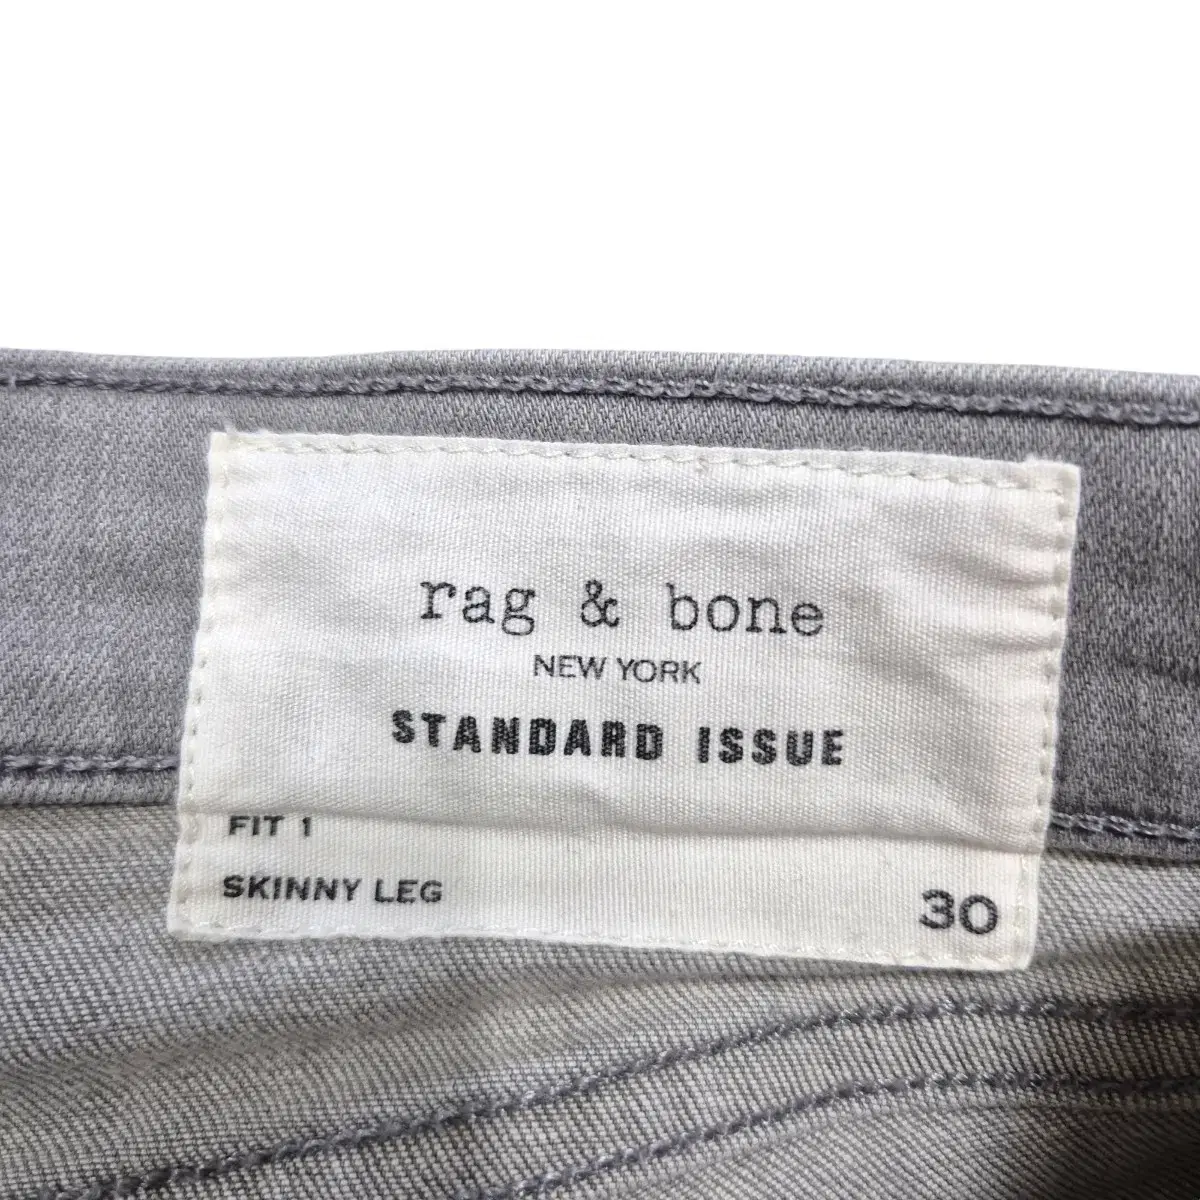 rag & bone
NEW YORK
STANDARD ISSUE
FIT 1
SKINNY LEG
30